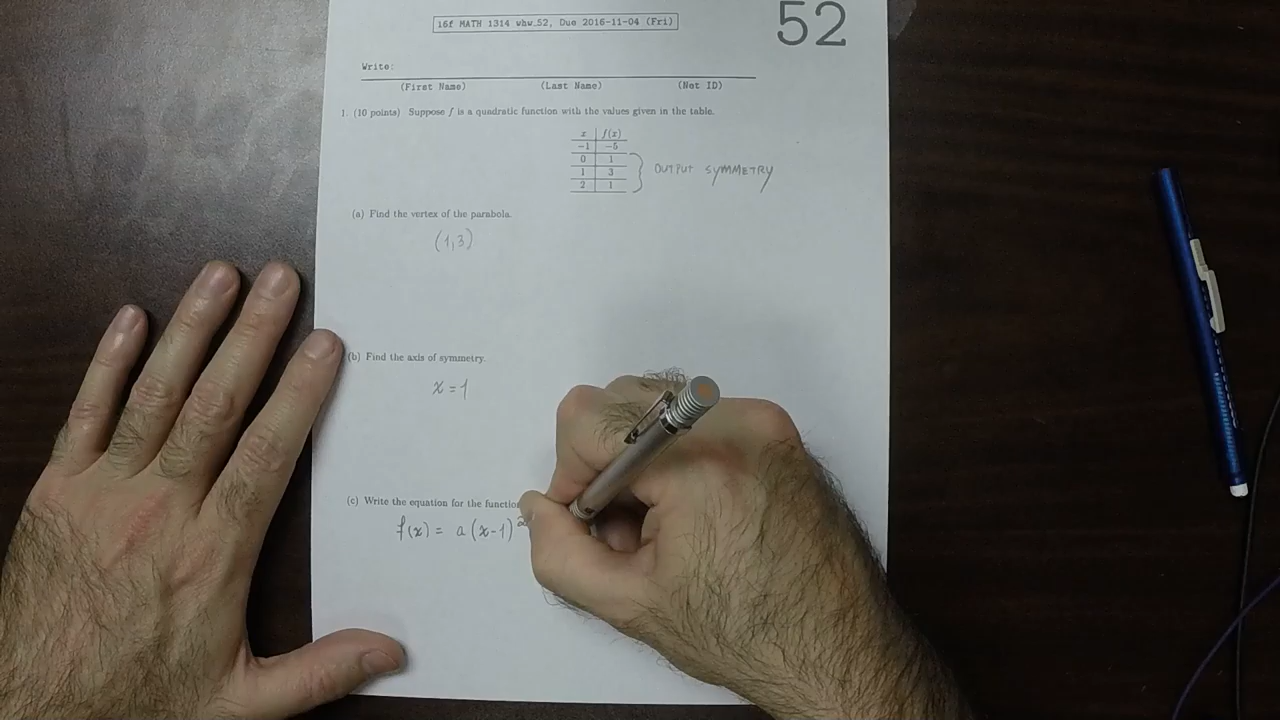 16f MATH 1314 whw_52, Due 2016-11-04 (Fri)
52
Write:
(First Name) (Last Name) (Not ID)
1. (10 points) Suppose f is a quadratic function with the values given in the table.
x f(x)
-1 -5
0 1
1 3
2 1
OUTPUT SYMMETRY
(a) Find the vertex of the parabola.
(1,3)
(b) Find the axis of symmetry.
x = 1
(c) Write the equation for the function
f(x) = a (x-1)²